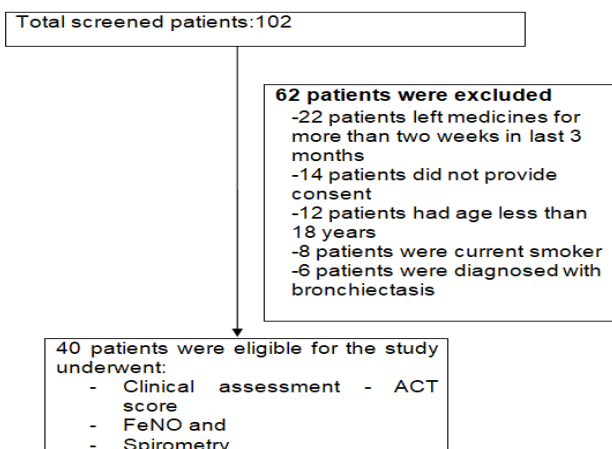 Total screened patients:102
62 patients were excluded
-22 patients left medicines for
more than two weeks in last 3
months
-14 patients did not provide
consent
-12 patients had age less than
18 years
-8 patients were current smoker
-6 patients were diagnosed with
bronchiectasis
40 patients were eligible for the study
underwent:
- Clinical assessment - ACT
score
- FeNO and
- Spirometry